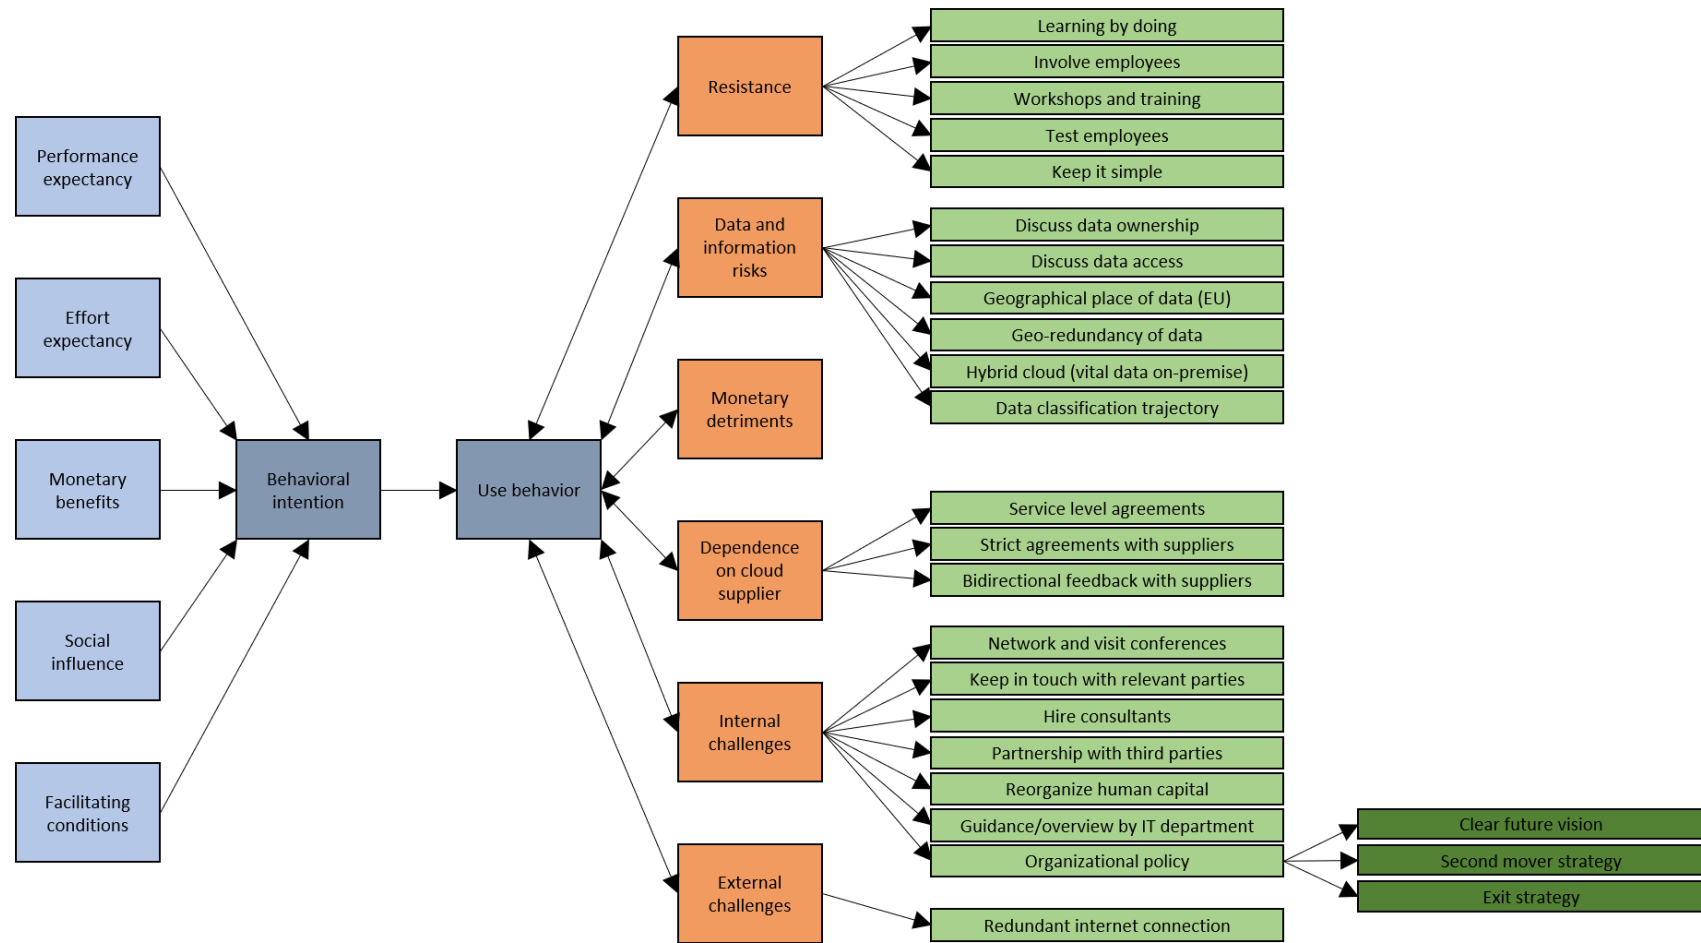 Performance
expectancy
Effort
expectancy
Monetary
benefits
Social
influence
Facilitating
conditions
Behavioral
intention
Use behavior
Resistance
Data and
information
risks
Monetary
detriments
Dependence
on cloud
supplier
Internal
challenges
External
challenges
Learning by doing
Involve employees
Workshops and training
Test employees
Keep it simple
Discuss data ownership
Discuss data access
Geographical place of data (EU)
Geo-redundancy of data
Hybrid cloud (vital data on-premise)
Data classification trajectory
Service level agreements
Strict agreements with suppliers
Bidirectional feedback with suppliers
Network and visit conferences
Keep in touch with relevant parties
Hire consultants
Partnership with third parties
Reorganize human capital
Guidance/overview by IT department
Organizational policy
Redundant internet connection
Clear future vision
Second mover strategy
Exit strategy